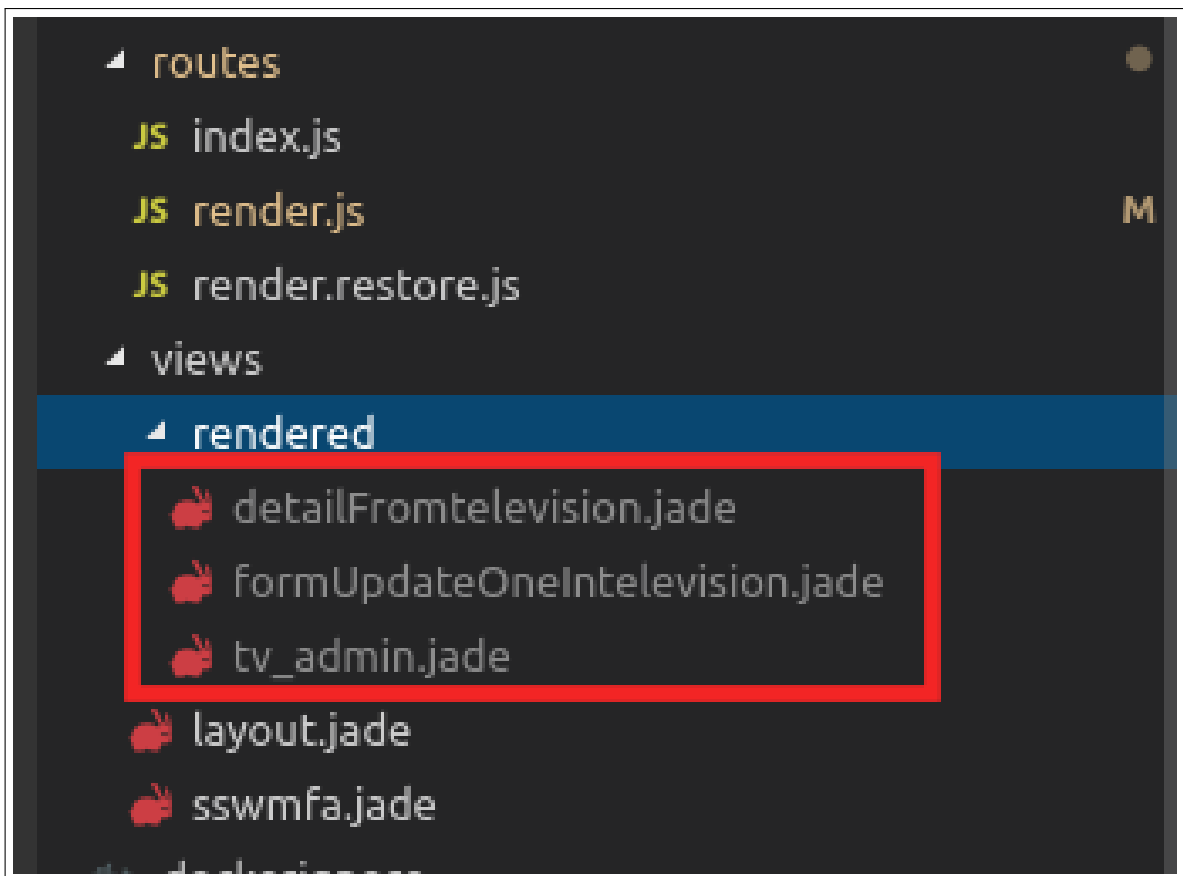 routes
JS index.js
JS render.js M
JS render.restore.js
views
rendered
detailFromtelevision.jade
formUpdateOneIntelevision.jade
tv_admin.jade
layout.jade
sswmfa.jade